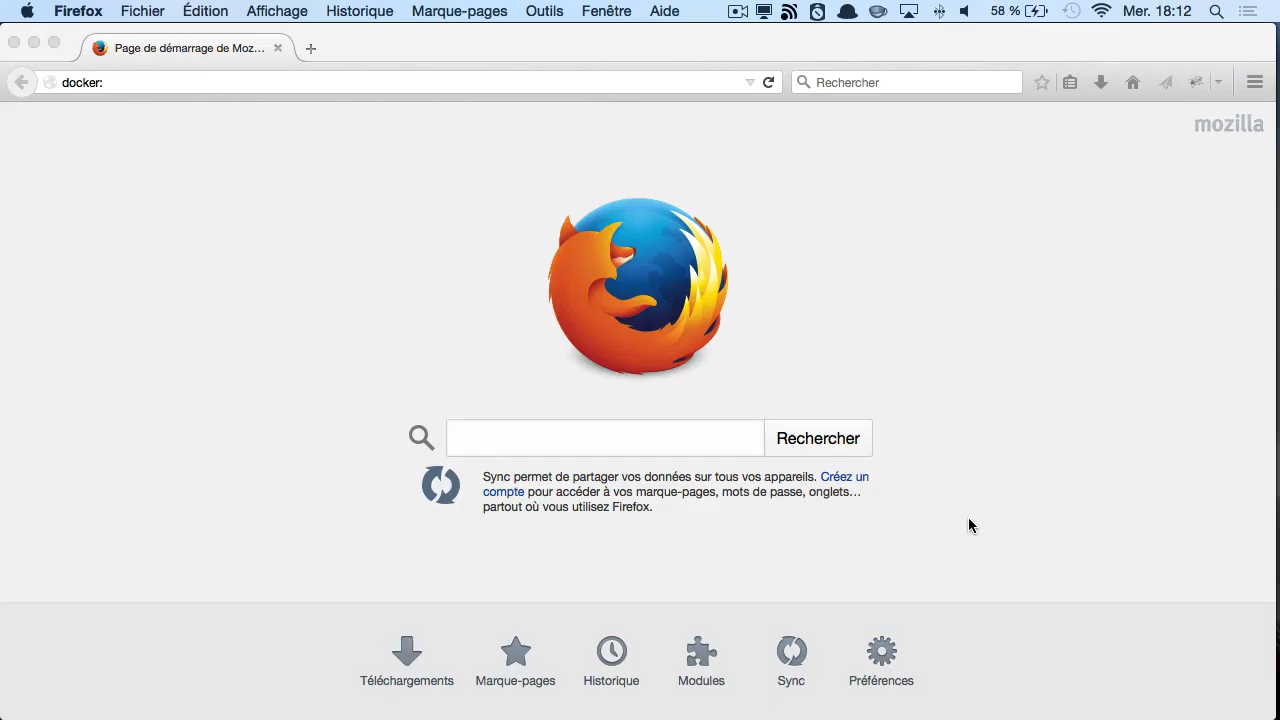 Firefox Fichier Édition Affichage Historique Marque-pages Outils Fenêtre Aide 58 % Mer. 18:12
Page de démarrage de Moz...
docker: Rechercher
mozilla
Rechercher
Sync permet de partager vos données sur tous vos appareils. Créez un
compte pour accéder à vos marque-pages, mots de passe, onglets…
partout où vous utilisez Firefox.
Téléchargements Marque-pages Historique Modules Sync Préférences